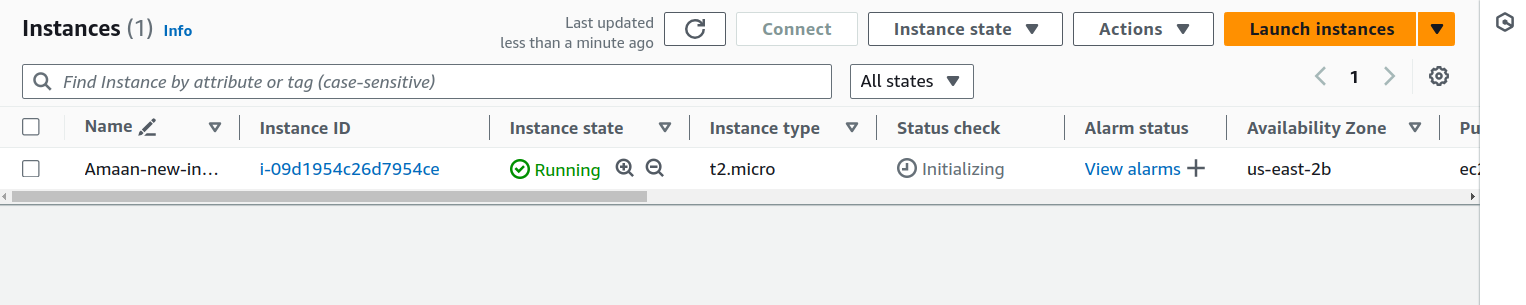 Instances (1) Info
Last updated
less than a minute ago
Connect
Instance state
Actions
Launch instances
Find Instance by attribute or tag (case-sensitive)
All states
1
Name Instance ID Instance state Instance type Status check Alarm status Availability Zone Pu
Amaan-new-in... i-09d1954c26d7954ce Running t2.micro Initializing View alarms + us-east-2b ec2